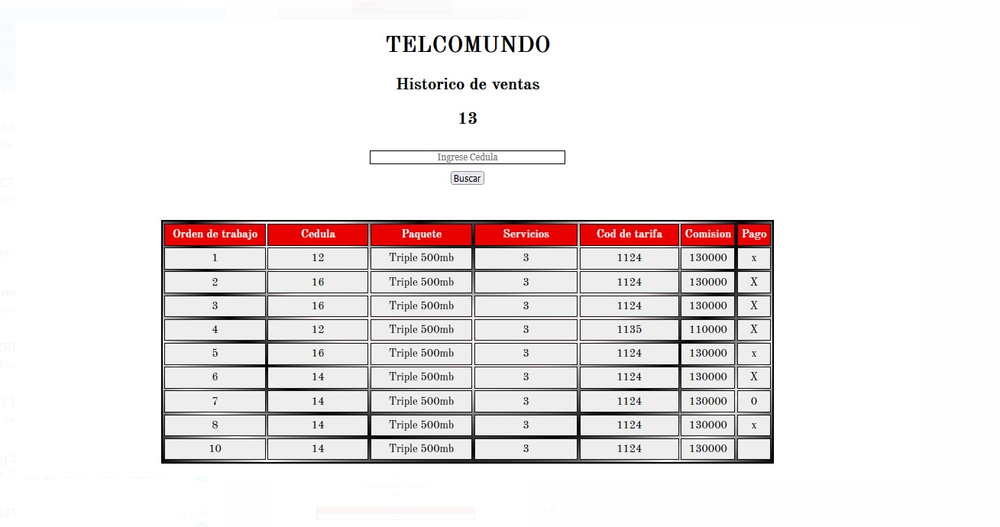 TELCOMUNDO
Historico de ventas
13
Ingrese Cedula
Buscar
Orden de trabajo Cedula Paquete Servicios Cod de tarifa Comision Pago
1 12 Triple 500mb 3 1124 130000 x
2 16 Triple 500mb 3 1124 130000 X
3 16 Triple 500mb 3 1124 130000 X
4 12 Triple 500mb 3 1135 110000 X
5 16 Triple 500mb 3 1124 130000 x
6 14 Triple 500mb 3 1124 130000 X
7 14 Triple 500mb 3 1124 130000 0
8 14 Triple 500mb 3 1124 130000 x
10 14 Triple 500mb 3 1124 130000